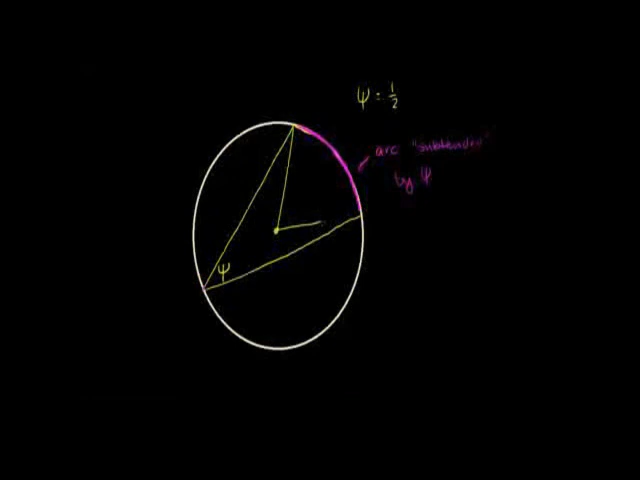 ψ = 1/2
arc "subtended"
by ψ
ψ